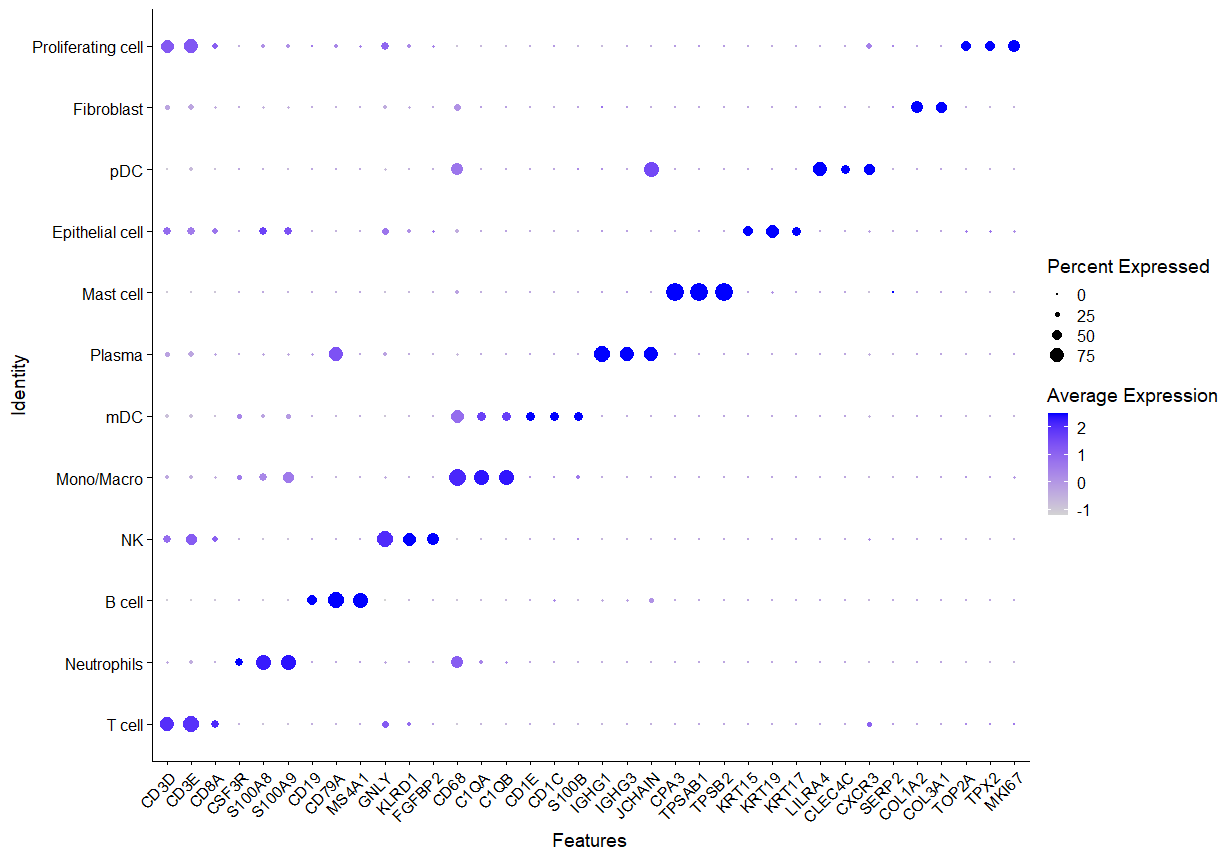 Proliferating cell
Fibroblast
pDC
Epithelial cell
Mast cell
Plasma
mDC
Mono/Macro
NK
B cell
Neutrophils
T cell
Identity
CD3D
CD3E
CD8A
CSF3R
S100A8
S100A9
CD19
CD79A
MS4A1
GNLY
KLRD1
FGFBP2
CD68
C1QA
C1QB
CD1E
CD1C
S100B
IGHG1
IGHG3
JCHAIN
CPA3
TPSAB1
TPSB2
KRT15
KRT19
KRT17
LILRA4
CLEC4C
CXCR3
SERP2
COL1A2
COL3A1
TOP2A
TPX2
MKI67
Features
Percent Expressed
0
25
50
75
Average Expression
2
1
0
-1